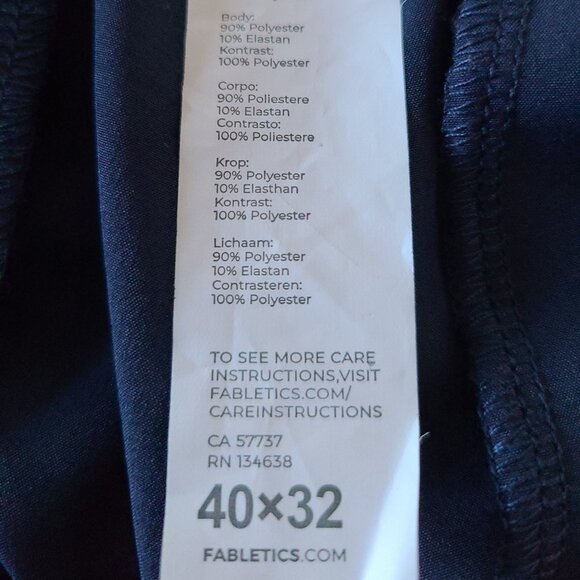 Body:
90% Polyester
10% Elastan
Kontrast:
100% Polyester
Corpo:
90% Poliestere
10% Elastan
Contrasto:
100% Poliestere
Krop:
90% Polyester
10% Elasthan
Kontrast:
100% Polyester
Lichaam:
90% Polyester
10% Elastan
Contrasteren:
100% Polyester
TO SEE MORE CARE
INSTRUCTIONS,VISIT
FABLETICS.COM/
CAREINSTRUCTIONS
CA 57737
RN 134638
40×32
FABLETICS.COM